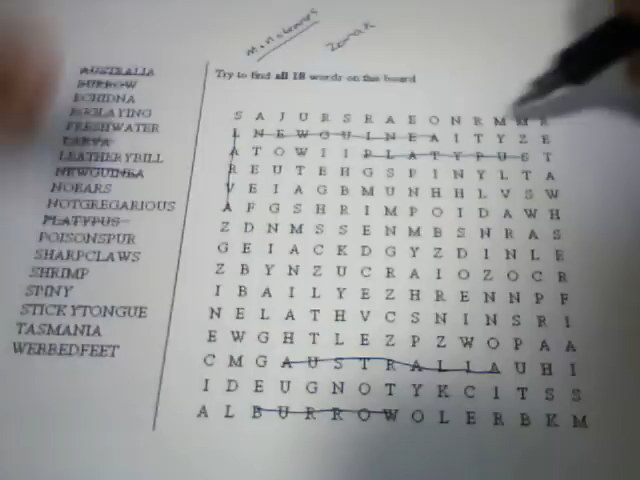 Try to find all 18 words on this board
AUSTRALIA
BURROW
ECHIDNA
EGGLAYING
FRESHWATER
LARVA
LEATHERYBILL
NEWGUINEA
NOEARS
NOTGREGARIOUS
PLATYPUS
POISONSPUR
SHARPCLAWS
SHRIMP
SPINY
STICKYTONGUE
TASMANIA
WEBBEDFEET
S A J U R S R A E O N R M M R
L N E W G U I N E A I T Y Z E
A T O W I I P L A T Y P U S T
R E U T E H G S P I N Y L T A
V E I A G B M U N H H L V S W
A F G S H R I M P O I D A W H
Z D N M S S E N M B S N R A S
G E I A C K D G Y Z D I N L E
Z B Y N Z U C R A I O Z O C R
I B A I L Y E Z H R E N N P F
N E L A T H V C S N I N S R I
E W G H T L E Z P Z W O P A A
C M G A U S T R A L I A U H I
I D E U G N O T Y K C I T S S
A L B U R R O W O L E R B K M